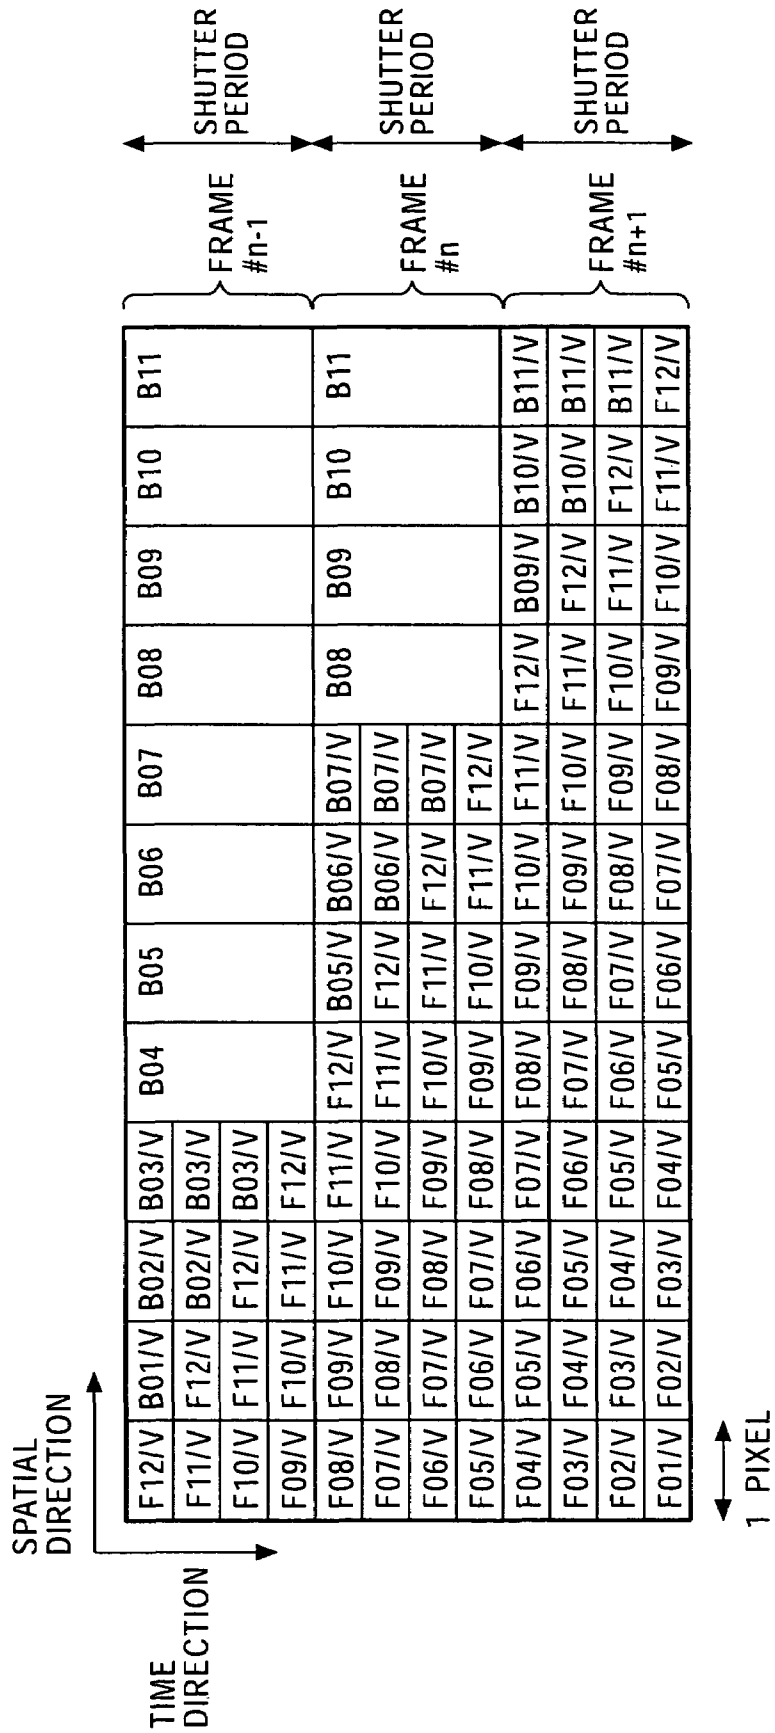 SPATIAL
DIRECTION
TIME
DIRECTION
F12/V B01/V B02/V B03/V B04 B05 B06 B07 B08 B09 B10 B11
F11/V F12/V B02/V B03/V
F10/V F11/V F12/V B03/V
F09/V F10/V F11/V F12/V
FRAME
#n-1
SHUTTER
PERIOD
F08/V F09/V F10/V F11/V F12/V B05/V B06/V B07/V B08 B09 B10 B11
F07/V F08/V F09/V F10/V F11/V F12/V B06/V B07/V
F06/V F07/V F08/V F09/V F10/V F11/V F12/V B07/V
F05/V F06/V F07/V F08/V F09/V F10/V F11/V F12/V
FRAME
#n
SHUTTER
PERIOD
F04/V F05/V F06/V F07/V F08/V F09/V F10/V F11/V F12/V B09/V B10/V B11/V
F03/V F04/V F05/V F06/V F07/V F08/V F09/V F10/V F11/V F12/V B10/V B11/V
F02/V F03/V F04/V F05/V F06/V F07/V F08/V F09/V F10/V F11/V F12/V B11/V
F01/V F02/V F03/V F04/V F05/V F06/V F07/V F08/V F09/V F10/V F11/V F12/V
FRAME
#n+1
SHUTTER
PERIOD
1 PIXEL